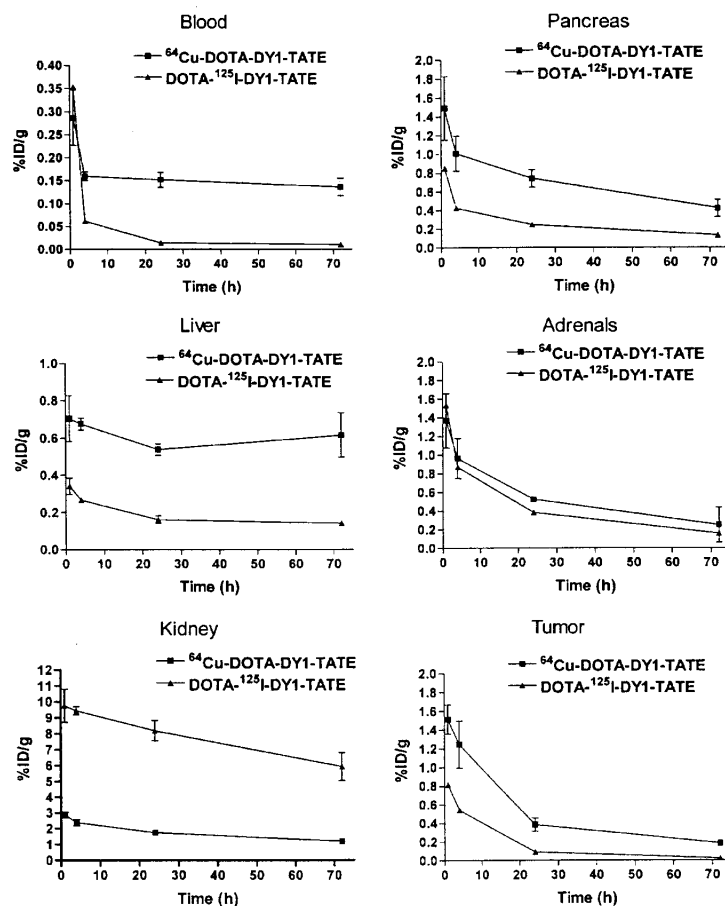 Blood
⁶⁴Cu-DOTA-DY1-TATE
DOTA-¹²⁵I-DY1-TATE
%ID/g
0.40
0.35
0.30
0.25
0.20
0.15
0.10
0.05
0.00
0 10 20 30 40 50 60 70
Time (h)
Pancreas
⁶⁴Cu-DOTA-DY1-TATE
DOTA-¹²⁵I-DY1-TATE
%ID/g
2.0
1.8
1.6
1.4
1.2
1.0
0.8
0.6
0.4
0.2
0.0
0 10 20 30 40 50 60 70
Time (h)
Liver
⁶⁴Cu-DOTA-DY1-TATE
DOTA-¹²⁵I-DY1-TATE
%ID/g
1.0
0.8
0.6
0.4
0.2
0.0
0 10 20 30 40 50 60 70
Time (h)
Adrenals
⁶⁴Cu-DOTA-DY1-TATE
DOTA-¹²⁵I-DY1-TATE
%ID/g
2.0
1.8
1.6
1.4
1.2
1.0
0.8
0.6
0.4
0.2
0.0
0 10 20 30 40 50 60 70
Time (h)
Kidney
⁶⁴Cu-DOTA-DY1-TATE
DOTA-¹²⁵I-DY1-TATE
%ID/g
12
11
10
9
8
7
6
5
4
3
2
1
0
0 10 20 30 40 50 60 70
Time (h)
Tumor
⁶⁴Cu-DOTA-DY1-TATE
DOTA-¹²⁵I-DY1-TATE
%ID/g
2.0
1.8
1.6
1.4
1.2
1.0
0.8
0.6
0.4
0.2
0.0
0 10 20 30 40 50 60 70
Time (h)